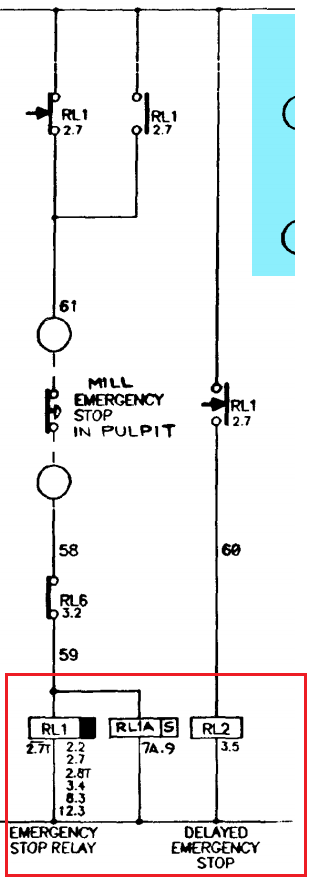 RL1
2.7
RL1
2.7
61
MILL
EMERGENCY
STOP
IN PULPIT
RL1
2.7
58
60
RL6
3.2
59
RL1
RL1A S
RL2
2.7T
2.2
2.7
2.8T
3.4
8.3
12.3
7A.9
3.5
EMERGENCY
STOP RELAY
DELAYED
EMERGENCY
STOP